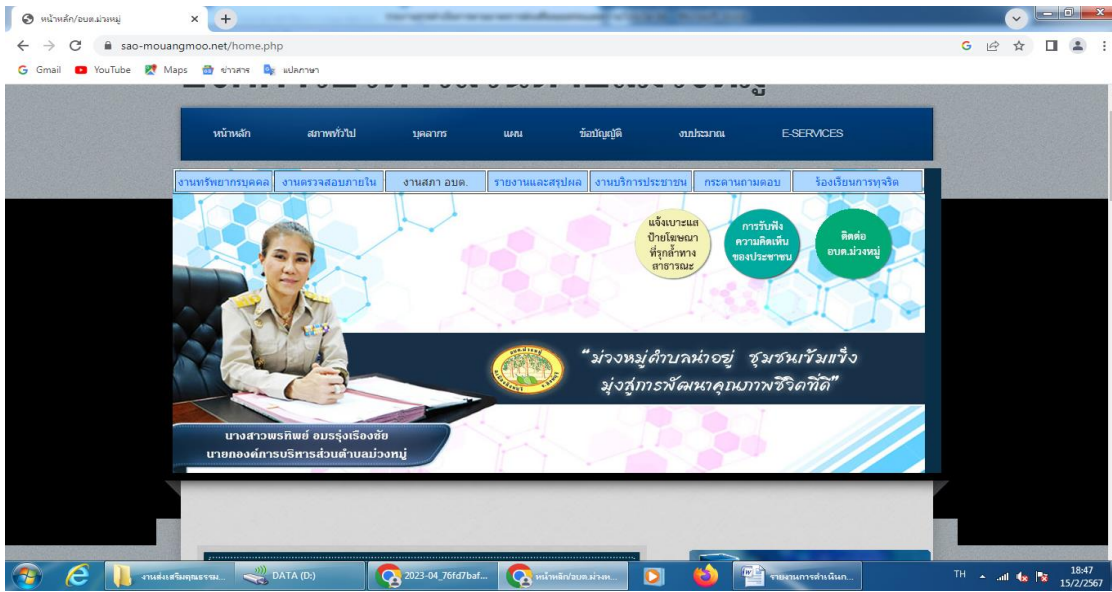 หน้าหลัก/อบต.ม่วงหมู่
sao-mouangmoo.net/home.php
Gmail YouTube Maps ข่าวสาร แปลภาษา
หน้าหลัก สภาพทั่วไป บุคลากร แผน ข้อบัญญัติ งบประมาณ E-SERVICES
งานทรัพยากรบุคคล งานตรวจสอบภายใน งานสภา อบต. รายงานและสรุปผล งานบริการประชาชน กระดานถามตอบ ร้องเรียนการทุจริต
แจ้งเบาะแส
ป้ายโฆษณา
ที่รุกล้ำทาง
สาธารณะ
การรับฟัง
ความคิดเห็น
ของประชาชน
ติดต่อ
อบต.ม่วงหมู่
“ม่วงหมู่ตำบลน่าอยู่ ชุมชนเข้มแข็ง
มุ่งสู่การพัฒนาคุณภาพชีวิตที่ดี”
นางสาวพรทิพย์ อมรรุ่งเรืองชัย
นายกองค์การบริหารส่วนตำบลม่วงหมู่
งานส่งเสริมคุณธรรม... DATA (D:) 2023-04_76fd7baf... หน้าหลัก/อบต.ม่วงห... รายงานการดำเนินก... TH 18:47
15/2/2567